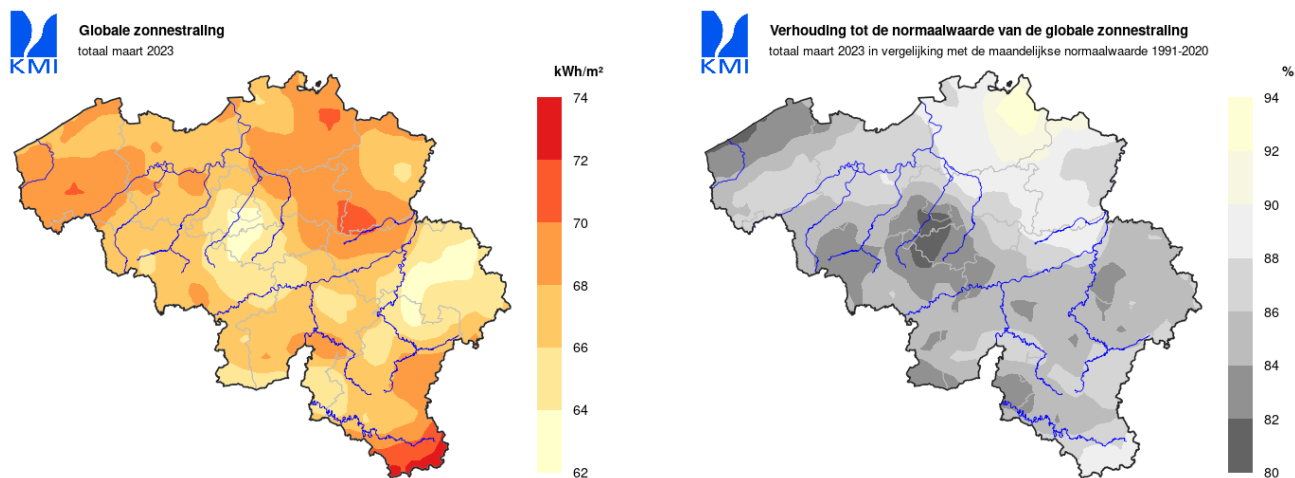 KMI
Globale zonnestraling
totaal maart 2023
kWh/m²
74
72
70
68
66
64
62
KMI
Verhouding tot de normaalwaarde van de globale zonnestraling
totaal maart 2023 in vergelijking met de maandelijkse normaalwaarde 1991-2020
%
94
92
90
88
86
84
82
80